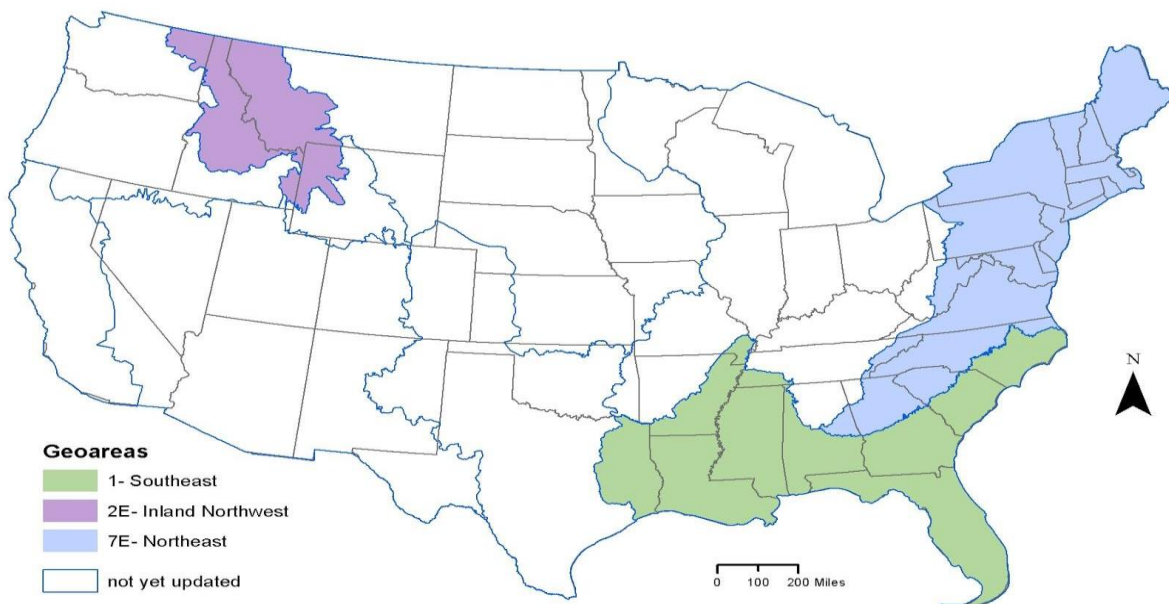 N
Geoareas
1- Southeast
2E- Inland Northwest
7E- Northeast
not yet updated
0 100 200 Miles